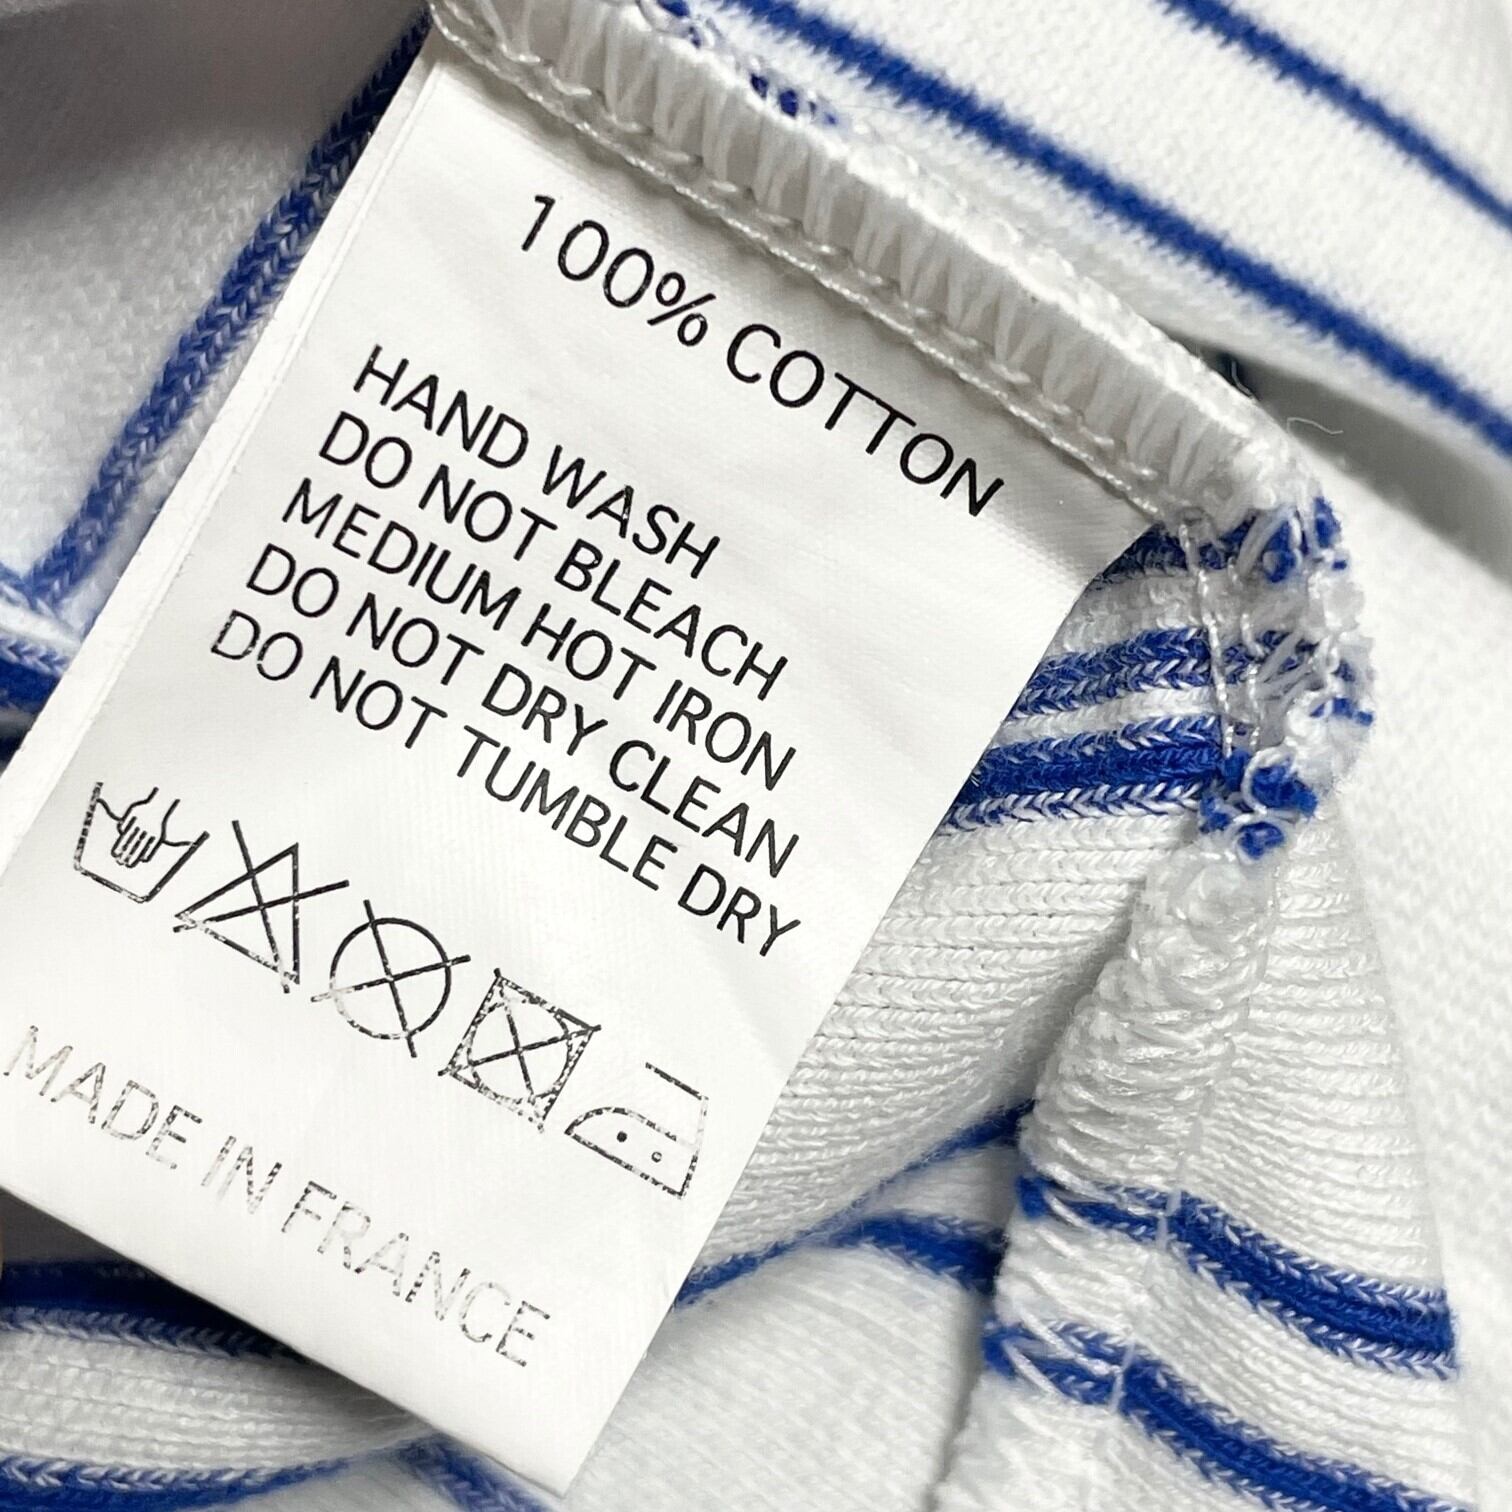 100% COTTON
HAND WASH
DO NOT BLEACH
MEDIUM HOT IRON
DO NOT DRY CLEAN
DO NOT TUMBLE DRY
MADE IN FRANCE